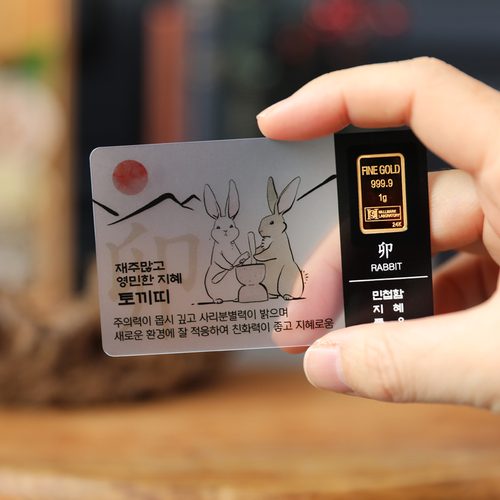 재주많고
영민한 지혜
토끼띠
주의력이 몹시 깊고 사리분별력이 밝으며
새로운 환경에 잘 적응하여 친화력이 좋고 지혜로움
卯
FINE GOLD
999.9
1g
LABORATORY
24K
卯
RABBIT
민첩함
지혜